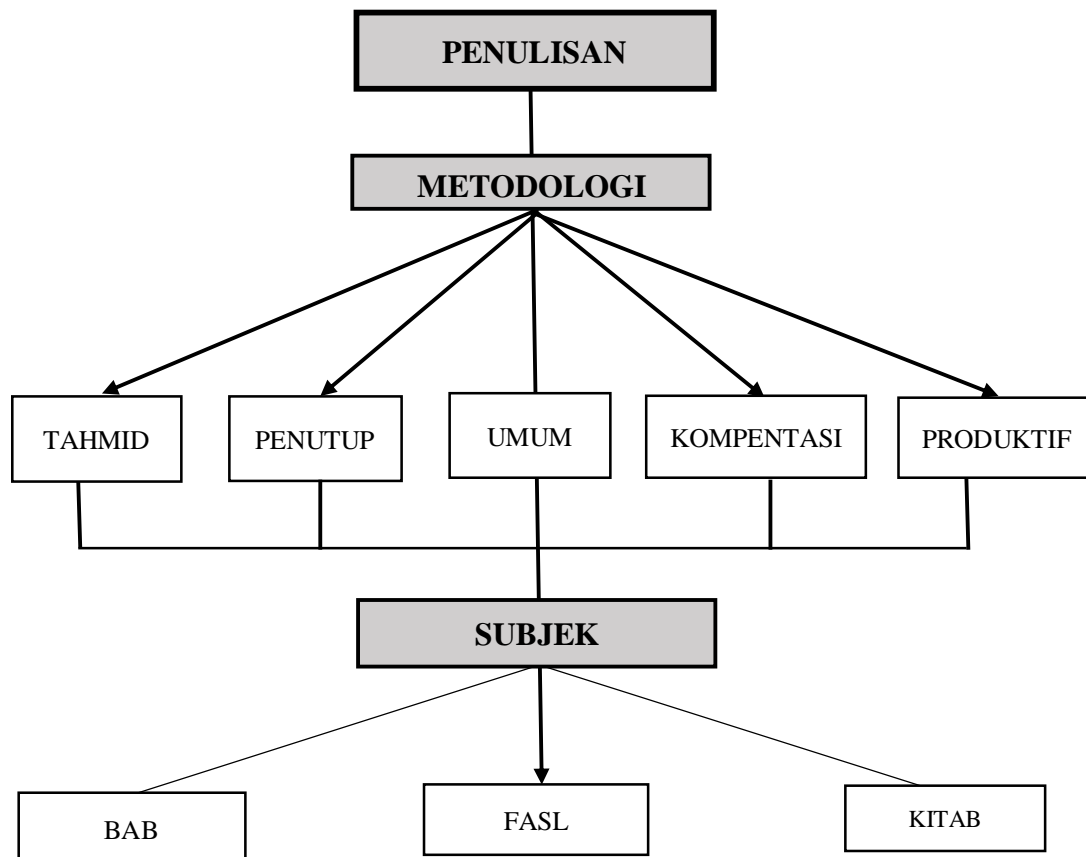 PENULISAN
METODOLOGI
TAHMID
PENUTUP
UMUM
KOMPENTASI
PRODUKTIF
SUBJEK
BAB
FASL
KITAB